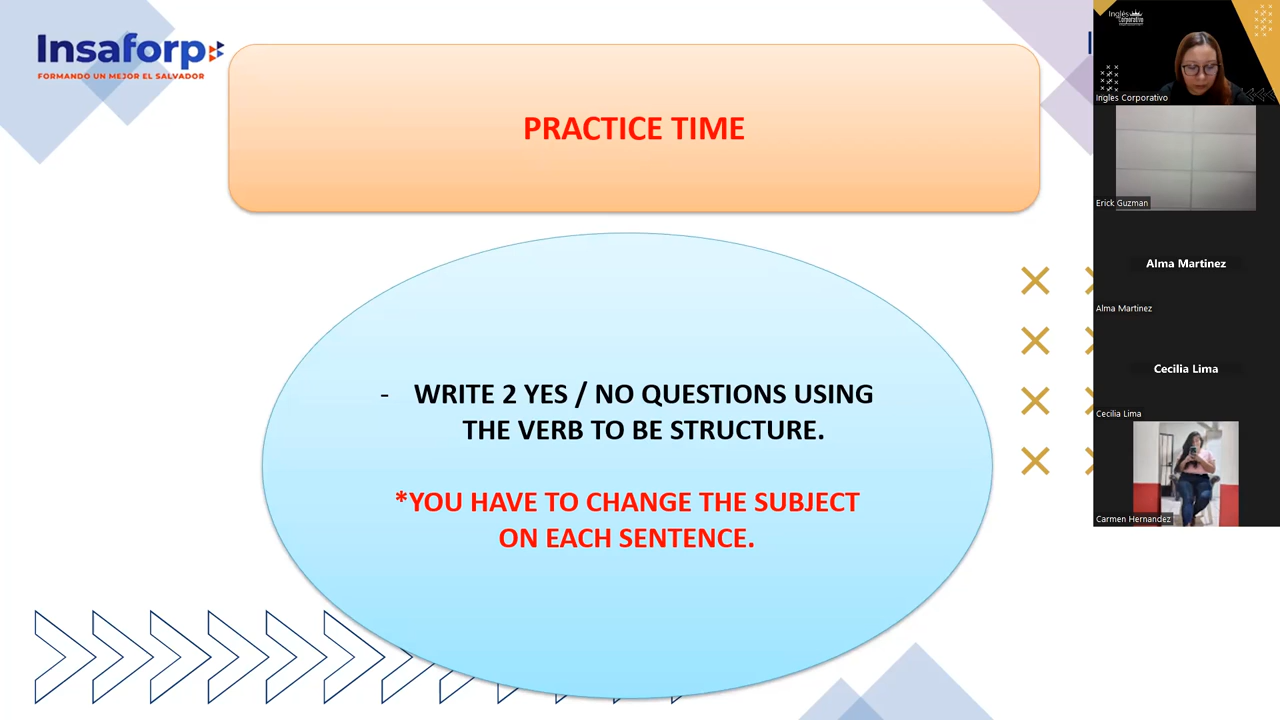 Insaforp
FORMANDO UN MEJOR EL SALVADOR
PRACTICE TIME
- WRITE 2 YES / NO QUESTIONS USING
THE VERB TO BE STRUCTURE.
*YOU HAVE TO CHANGE THE SUBJECT
ON EACH SENTENCE.
Inglés
Corporativo
Ingles Corporativo
Erick Guzman
Alma Martinez
Alma Martinez
Cecilia Lima
Cecilia Lima
Carmen Hernandez